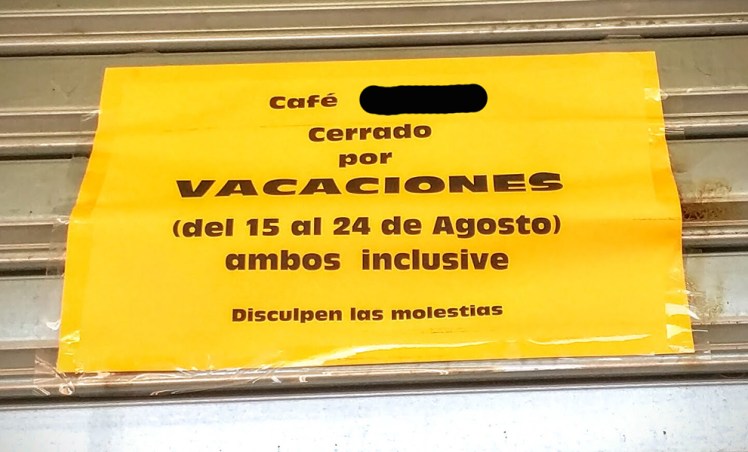 Café
Cerrado
por
VACACIONES
(del 15 al 24 de Agosto)
ambos inclusive
Disculpen las molestias